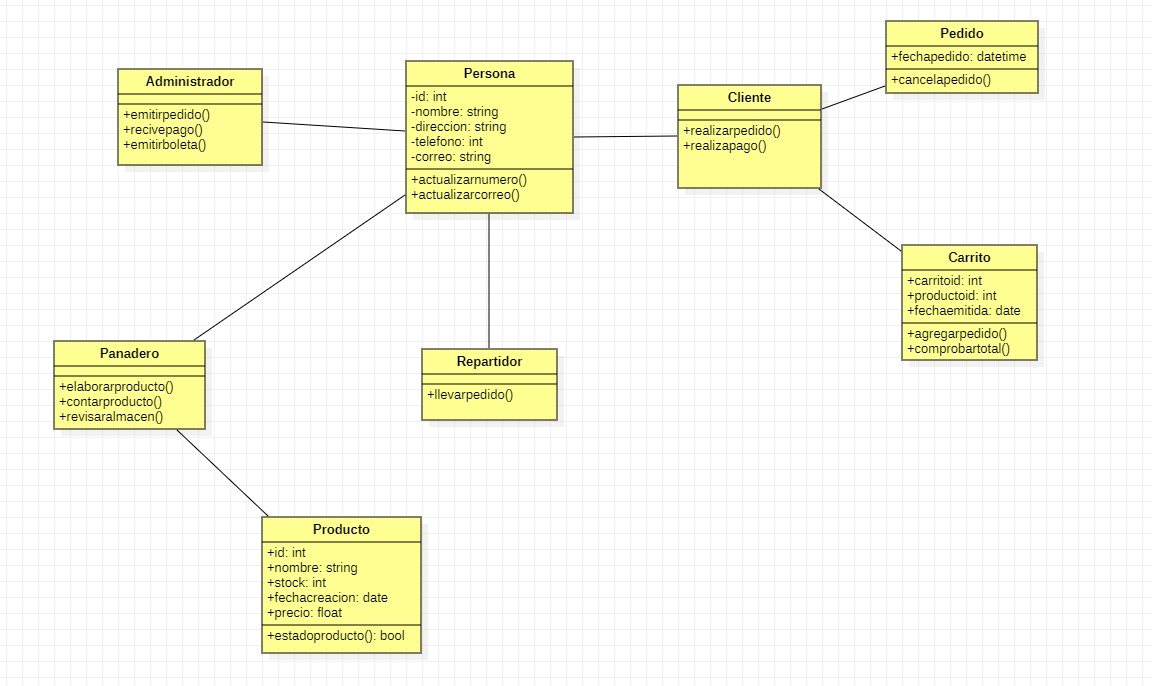 Administrador
+emitirpedido()
+recivepago()
+emitirboleta()
Persona
-id: int
-nombre: string
-direccion: string
-telefono: int
-correo: string
+actualizarnumero()
+actualizarcorreo()
Cliente
+realizarpedido()
+realizapago()
Pedido
+fechapedido: datetime
+cancelapedido()
Carrito
+carritoid: int
+productoid: int
+fechaemitida: date
+agregarpedido()
+comprobartotal()
Panadero
+elaborarproducto()
+contarproducto()
+revisaralmacen()
Repartidor
+llevarpedido()
Producto
+id: int
+nombre: string
+stock: int
+fechacreacion: date
+precio: float
+estadoproducto(): bool